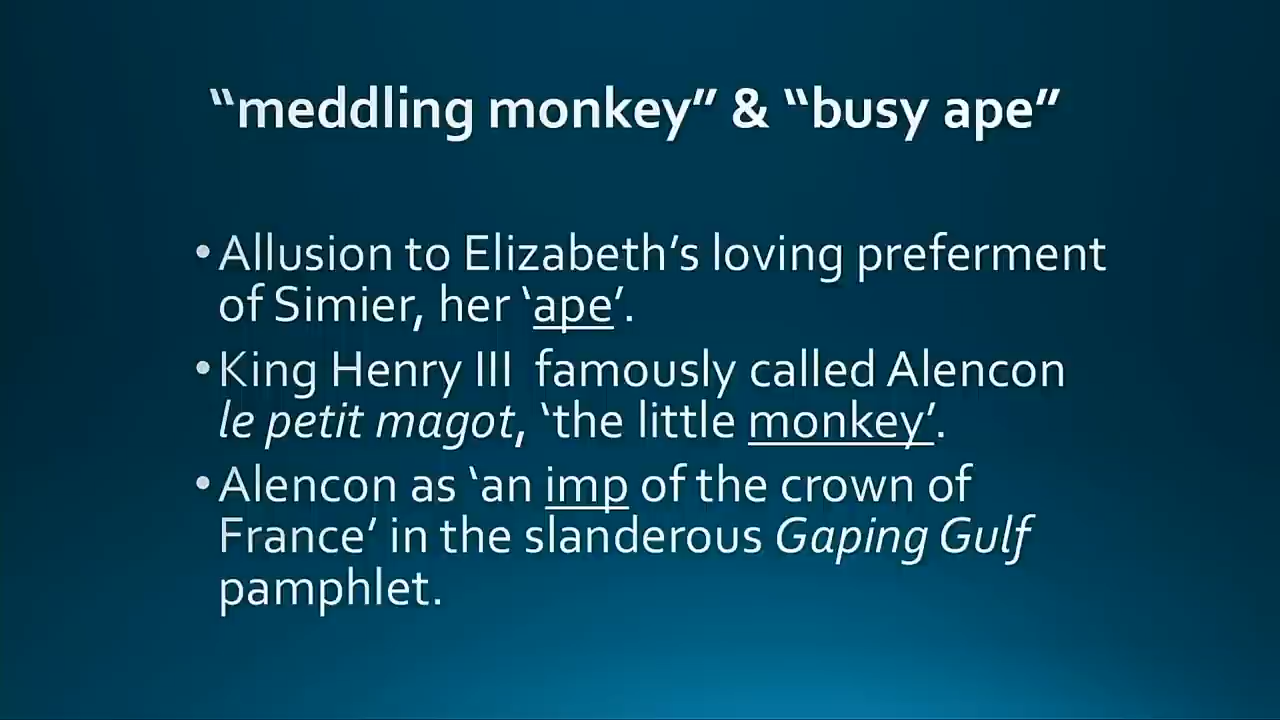 “meddling monkey” & “busy ape”
•Allusion to Elizabeth’s loving preferment
of Simier, her ‘ape’.
•King Henry III  famously called Alencon
le petit magot, ‘the little monkey’.
•Alencon as ‘an imp of the crown of
France’ in the slanderous Gaping Gulf
pamphlet.